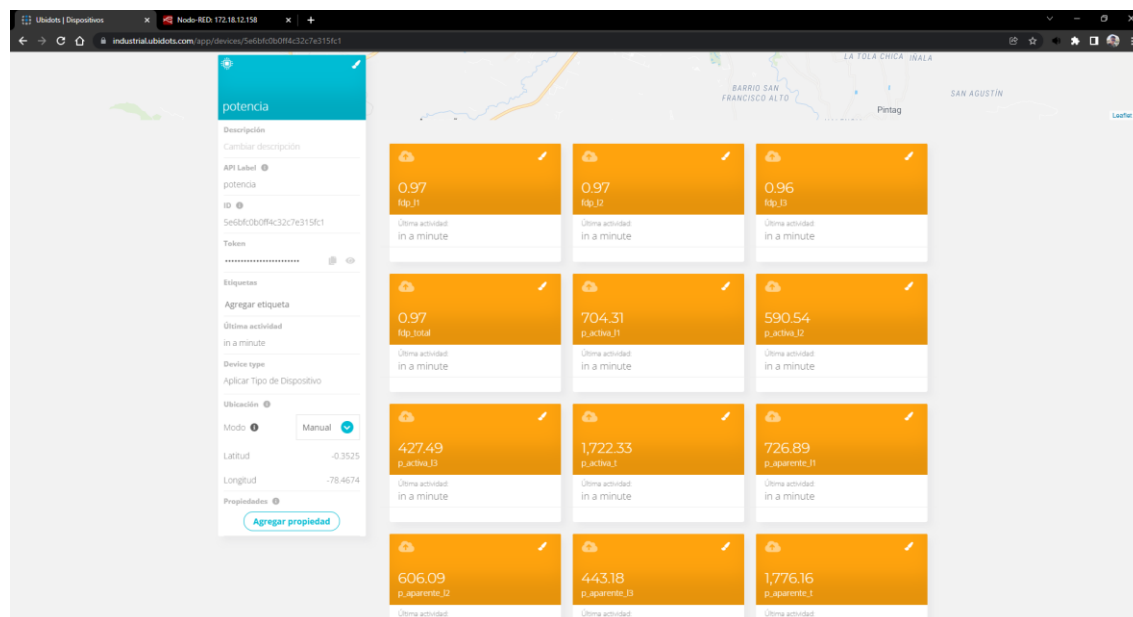 Ubidots | Dispositivos
Nodo-RED: 172.18.12.158
industrial.ubidots.com/app/devices/5e6bfc0b0ff4c32c7e315fc1
LA TOLA CHICA
IÑALA
BARRIO SAN
FRANCISCO ALTO
SAN AGUSTÍN
Pintag
Leaflet
potencia
Descripción
Cambiar descripción
API Label
potencia
ID
5e6bfc0b0ff4c32c7e315fc1
Token
Etiquetas
Agregar etiqueta
Última actividad
in a minute
Device type
Aplicar Tipo de Dispositivo
Ubicación
Modo Manual
Latitud -0.3525
Longitud -78.4674
Propiedades
Agregar propiedad
0.97
fdp_l1
Última actividad:
in a minute
0.97
fdp_l2
Última actividad:
in a minute
0.96
fdp_l3
Última actividad:
in a minute
0.97
fdp_total
Última actividad:
in a minute
704.31
p_activa_l1
Última actividad:
in a minute
590.54
p_activa_l2
Última actividad:
in a minute
427.49
p_activa_l3
Última actividad:
in a minute
1,722.33
p_activa_t
Última actividad:
in a minute
726.89
p_aparente_l1
Última actividad:
in a minute
606.09
p_aparente_l2
Última actividad:
443.18
p_aparente_l3
Última actividad:
1,776.16
p_aparente_t
Última actividad: